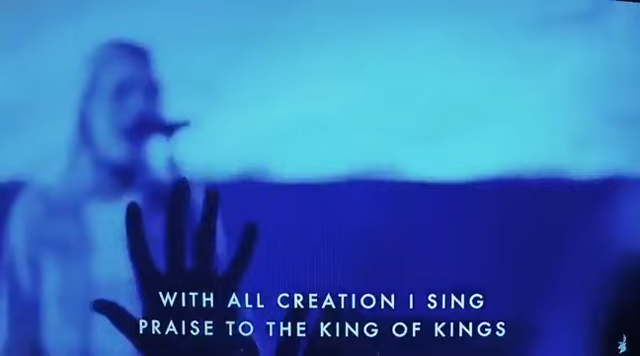 WITH ALL CREATION I SING
PRAISE TO THE KING OF KINGS